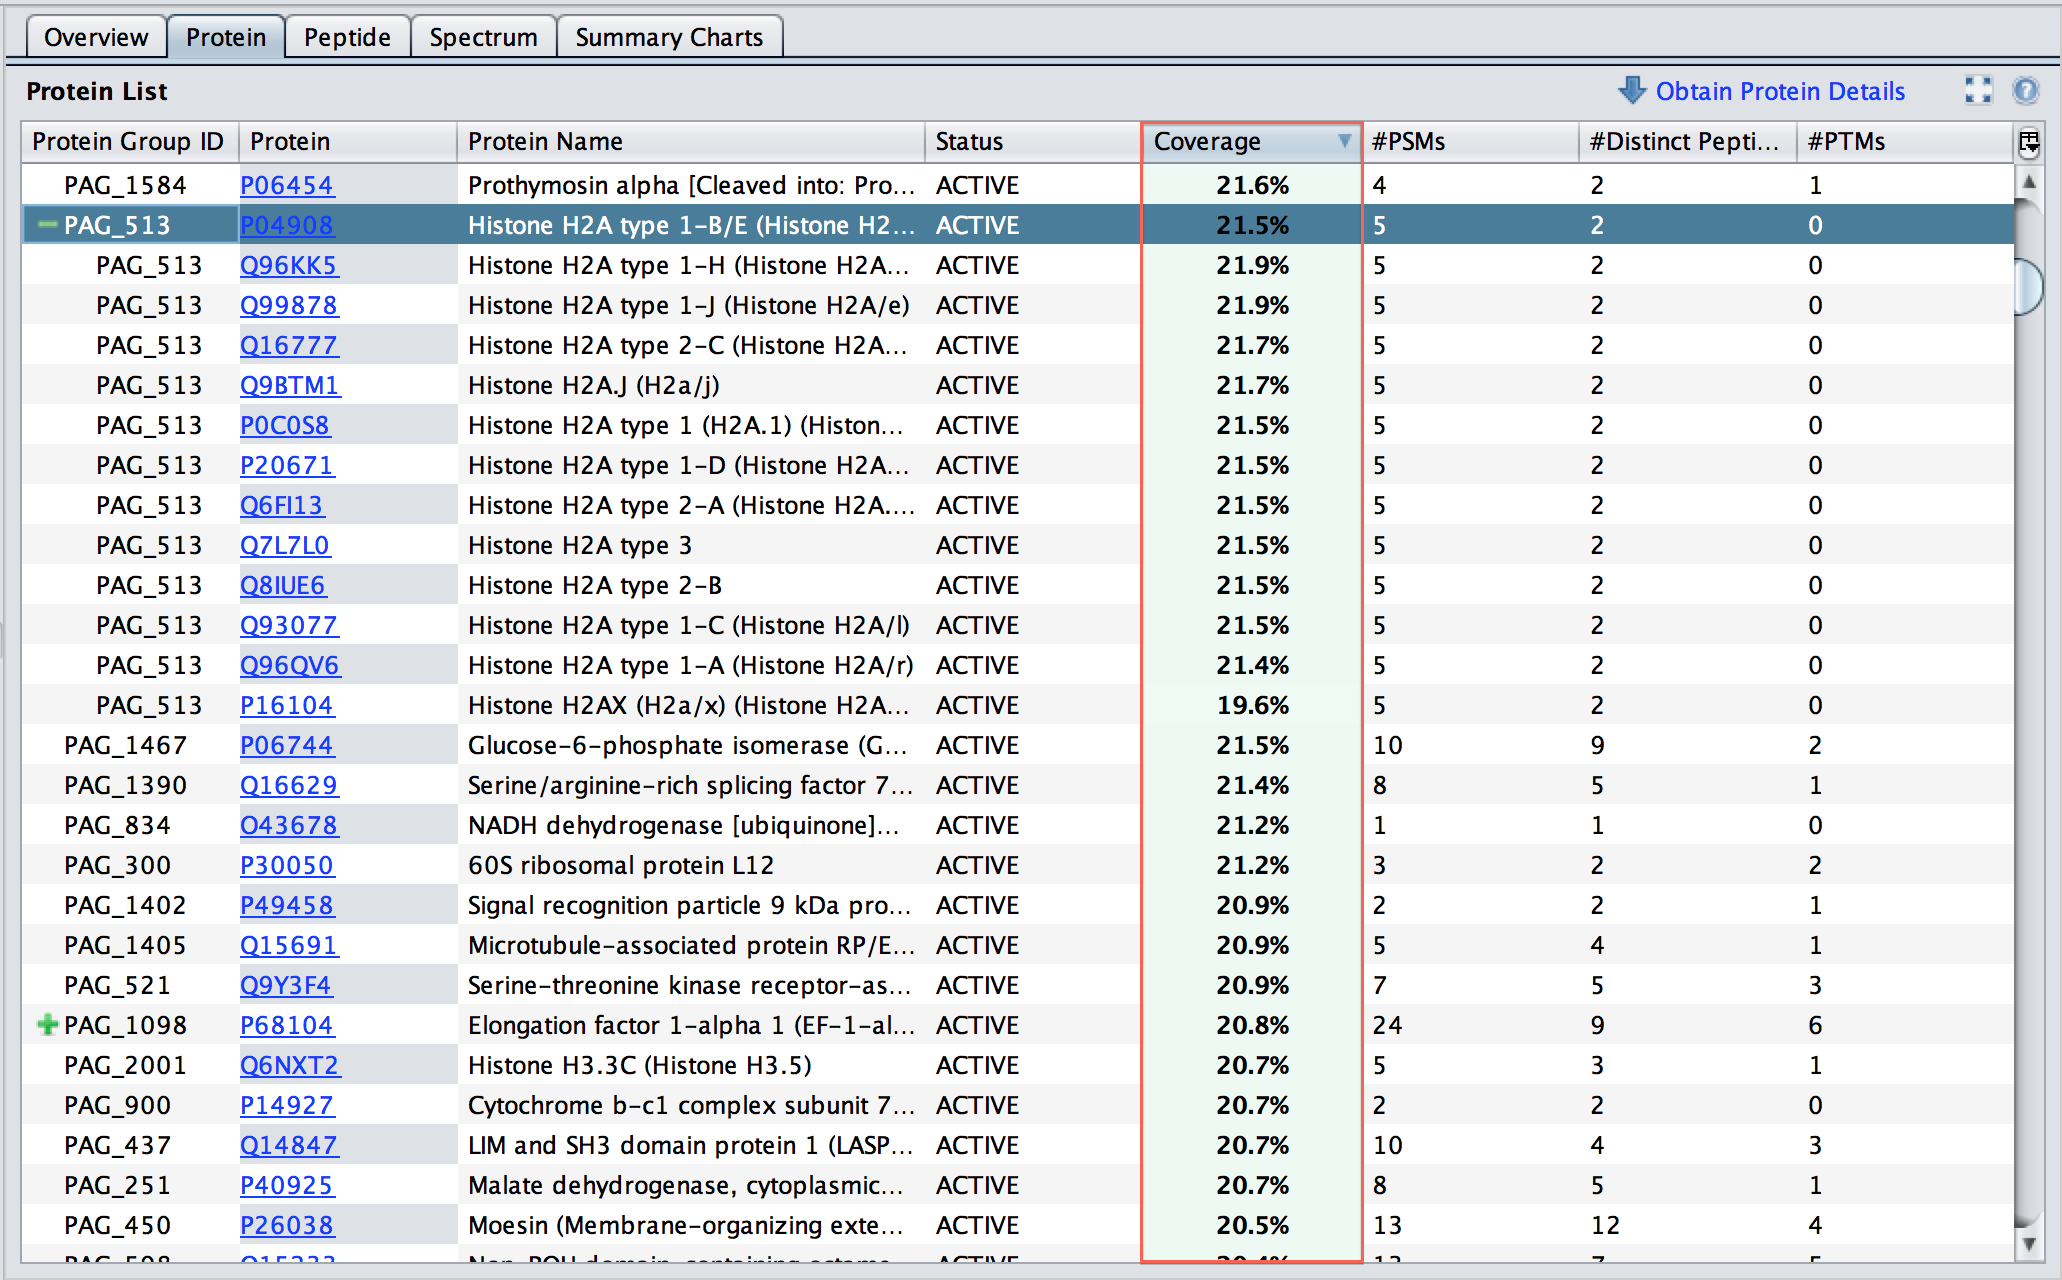 Overview Protein Peptide Spectrum Summary Charts
Protein List Obtain Protein Details
Protein Group ID Protein Protein Name Status Coverage #PSMs #Distinct Pepti... #PTMs
PAG_1584 P06454 Prothymosin alpha [Cleaved into: Pro... ACTIVE 21.6% 4 2 1
PAG_513 P04908 Histone H2A type 1-B/E (Histone H2... ACTIVE 21.5% 5 2 0
PAG_513 Q96KK5 Histone H2A type 1-H (Histone H2A... ACTIVE 21.9% 5 2 0
PAG_513 Q99878 Histone H2A type 1-J (Histone H2A/e) ACTIVE 21.9% 5 2 0
PAG_513 Q16777 Histone H2A type 2-C (Histone H2A... ACTIVE 21.7% 5 2 0
PAG_513 Q9BTM1 Histone H2A.J (H2a/j) ACTIVE 21.7% 5 2 0
PAG_513 P0C0S8 Histone H2A type 1 (H2A.1) (Histon... ACTIVE 21.5% 5 2 0
PAG_513 P20671 Histone H2A type 1-D (Histone H2A... ACTIVE 21.5% 5 2 0
PAG_513 Q6FI13 Histone H2A type 2-A (Histone H2A.... ACTIVE 21.5% 5 2 0
PAG_513 Q7L7L0 Histone H2A type 3 ACTIVE 21.5% 5 2 0
PAG_513 Q8IUE6 Histone H2A type 2-B ACTIVE 21.5% 5 2 0
PAG_513 Q93077 Histone H2A type 1-C (Histone H2A/l) ACTIVE 21.5% 5 2 0
PAG_513 Q96QV6 Histone H2A type 1-A (Histone H2A/r) ACTIVE 21.4% 5 2 0
PAG_513 P16104 Histone H2AX (H2a/x) (Histone H2A... ACTIVE 19.6% 5 2 0
PAG_1467 P06744 Glucose-6-phosphate isomerase (G... ACTIVE 21.5% 10 9 2
PAG_1390 Q16629 Serine/arginine-rich splicing factor 7... ACTIVE 21.4% 8 5 1
PAG_834 O43678 NADH dehydrogenase [ubiquinone]... ACTIVE 21.2% 1 1 0
PAG_300 P30050 60S ribosomal protein L12 ACTIVE 21.2% 3 2 2
PAG_1402 P49458 Signal recognition particle 9 kDa pro... ACTIVE 20.9% 2 2 1
PAG_1405 Q15691 Microtubule-associated protein RP/E... ACTIVE 20.9% 5 4 1
PAG_521 Q9Y3F4 Serine-threonine kinase receptor-as... ACTIVE 20.9% 7 5 3
PAG_1098 P68104 Elongation factor 1-alpha 1 (EF-1-al... ACTIVE 20.8% 24 9 6
PAG_2001 Q6NXT2 Histone H3.3C (Histone H3.5) ACTIVE 20.7% 5 3 1
PAG_900 P14927 Cytochrome b-c1 complex subunit 7... ACTIVE 20.7% 2 2 0
PAG_437 Q14847 LIM and SH3 domain protein 1 (LASP... ACTIVE 20.7% 10 4 3
PAG_251 P40925 Malate dehydrogenase, cytoplasmic... ACTIVE 20.7% 8 5 1
PAG_450 P26038 Moesin (Membrane-organizing exte... ACTIVE 20.5% 13 12 4